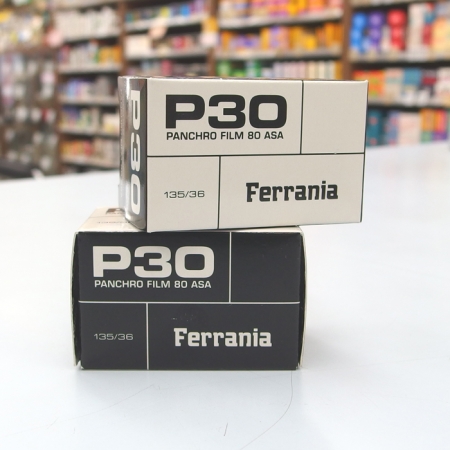 P30
P30
PANCHRO FILM 80 ASA
135/36
Ferrania
P30
PANCHRO FILM 80 ASA
135/36
Ferrania